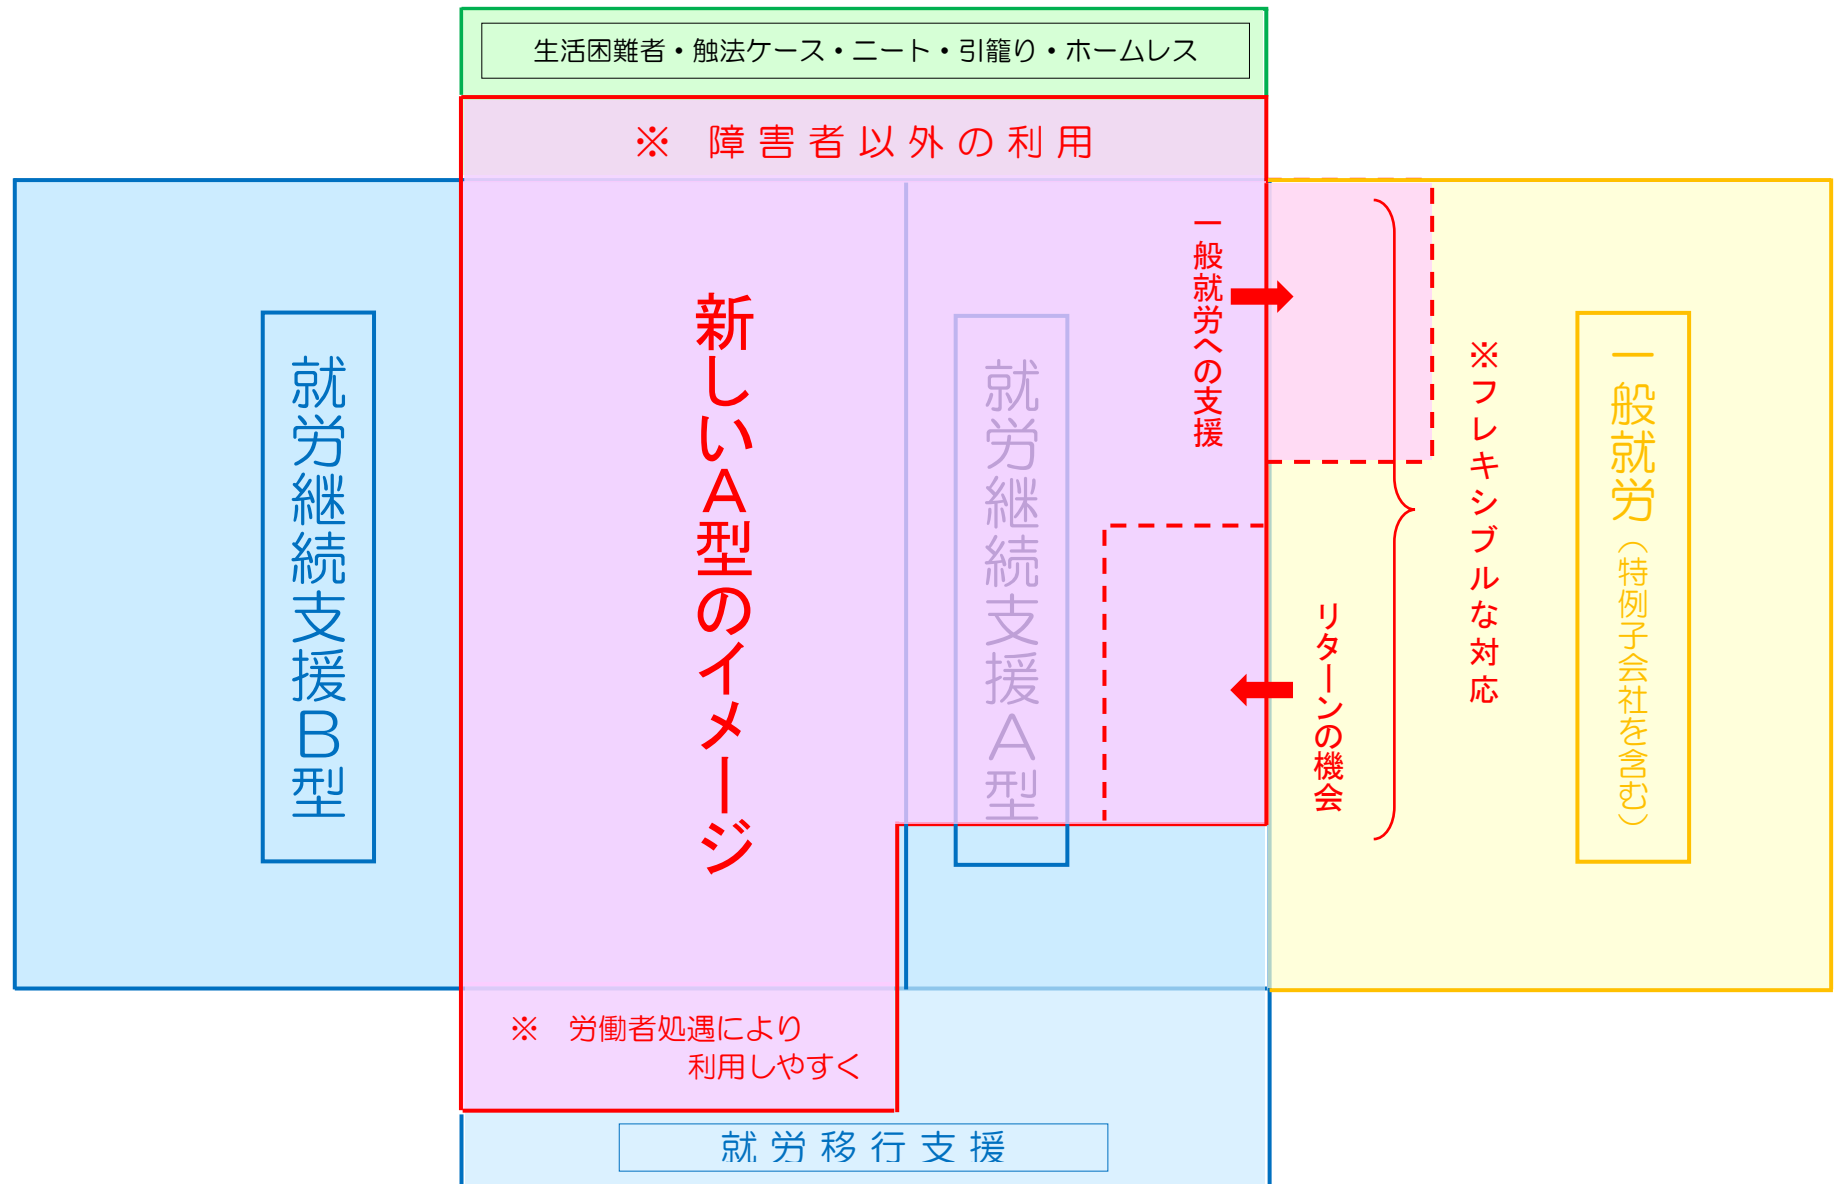 生活困難者・触法ケース・ニート・引籠り・ホームレス
※ 障害者以外の利用
就労継続支援B型
新しいA型のイメージ
就労継続支援A型
一般就労への支援
リターンの機会
※フレキシブルな対応
一般就労（特例子会社を含む）
※ 労働者処遇により
利用しやすく
就労移行支援